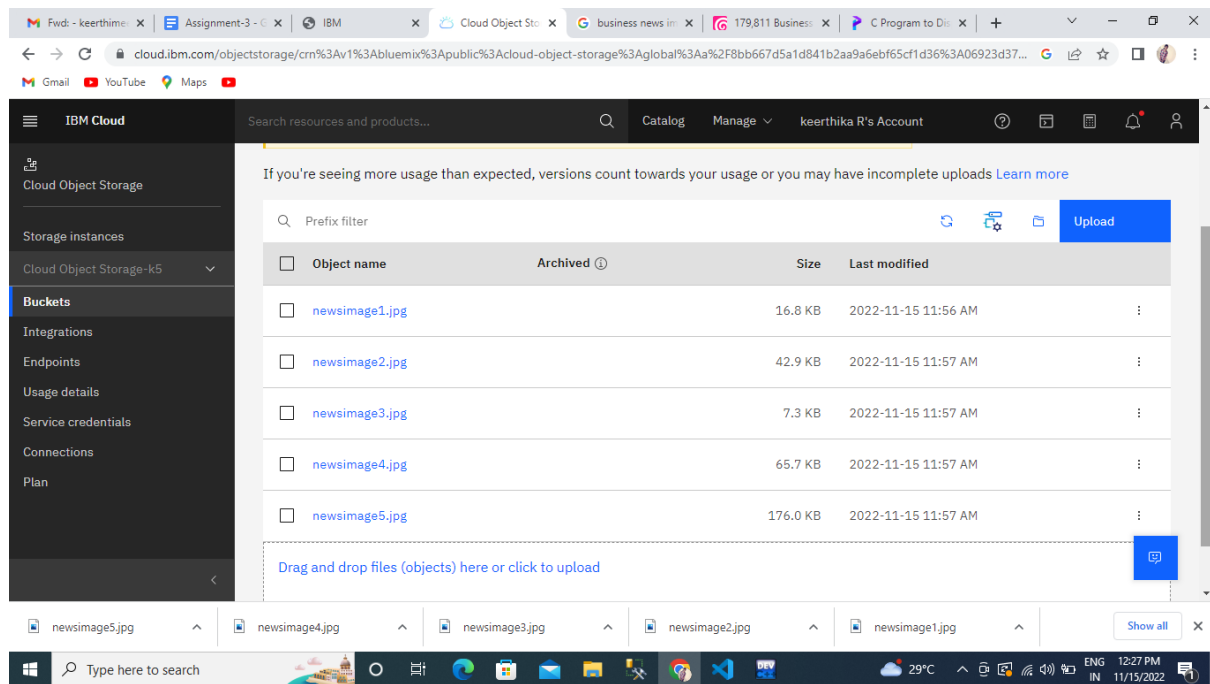 Fwd: - keerthime Assignment-3 - G IBM Cloud Object Sto business news im 179,811 Business C Program to Dis
cloud.ibm.com/objectstorage/crn%3Av1%3Abluemix%3Apublic%3Acloud-object-storage%3Aglobal%3Aa%2F8bb667d5a1d841b2aa9a6ebf65cf1d36%3A06923d37...
Gmail YouTube Maps
IBM Cloud Search resources and products... Catalog Manage keerthika R's Account
Cloud Object Storage
Storage instances
Cloud Object Storage-k5
Buckets
Integrations
Endpoints
Usage details
Service credentials
Connections
Plan
If you're seeing more usage than expected, versions count towards your usage or you may have incomplete uploads Learn more
Prefix filter Upload
Object name Archived Size Last modified
newsimage1.jpg 16.8 KB 2022-11-15 11:56 AM
newsimage2.jpg 42.9 KB 2022-11-15 11:57 AM
newsimage3.jpg 7.3 KB 2022-11-15 11:57 AM
newsimage4.jpg 65.7 KB 2022-11-15 11:57 AM
newsimage5.jpg 176.0 KB 2022-11-15 11:57 AM
Drag and drop files (objects) here or click to upload
newsimage5.jpg newsimage4.jpg newsimage3.jpg newsimage2.jpg newsimage1.jpg Show all
Type here to search DEV 29°C ENG 12:27 PM
IN 11/15/2022 1